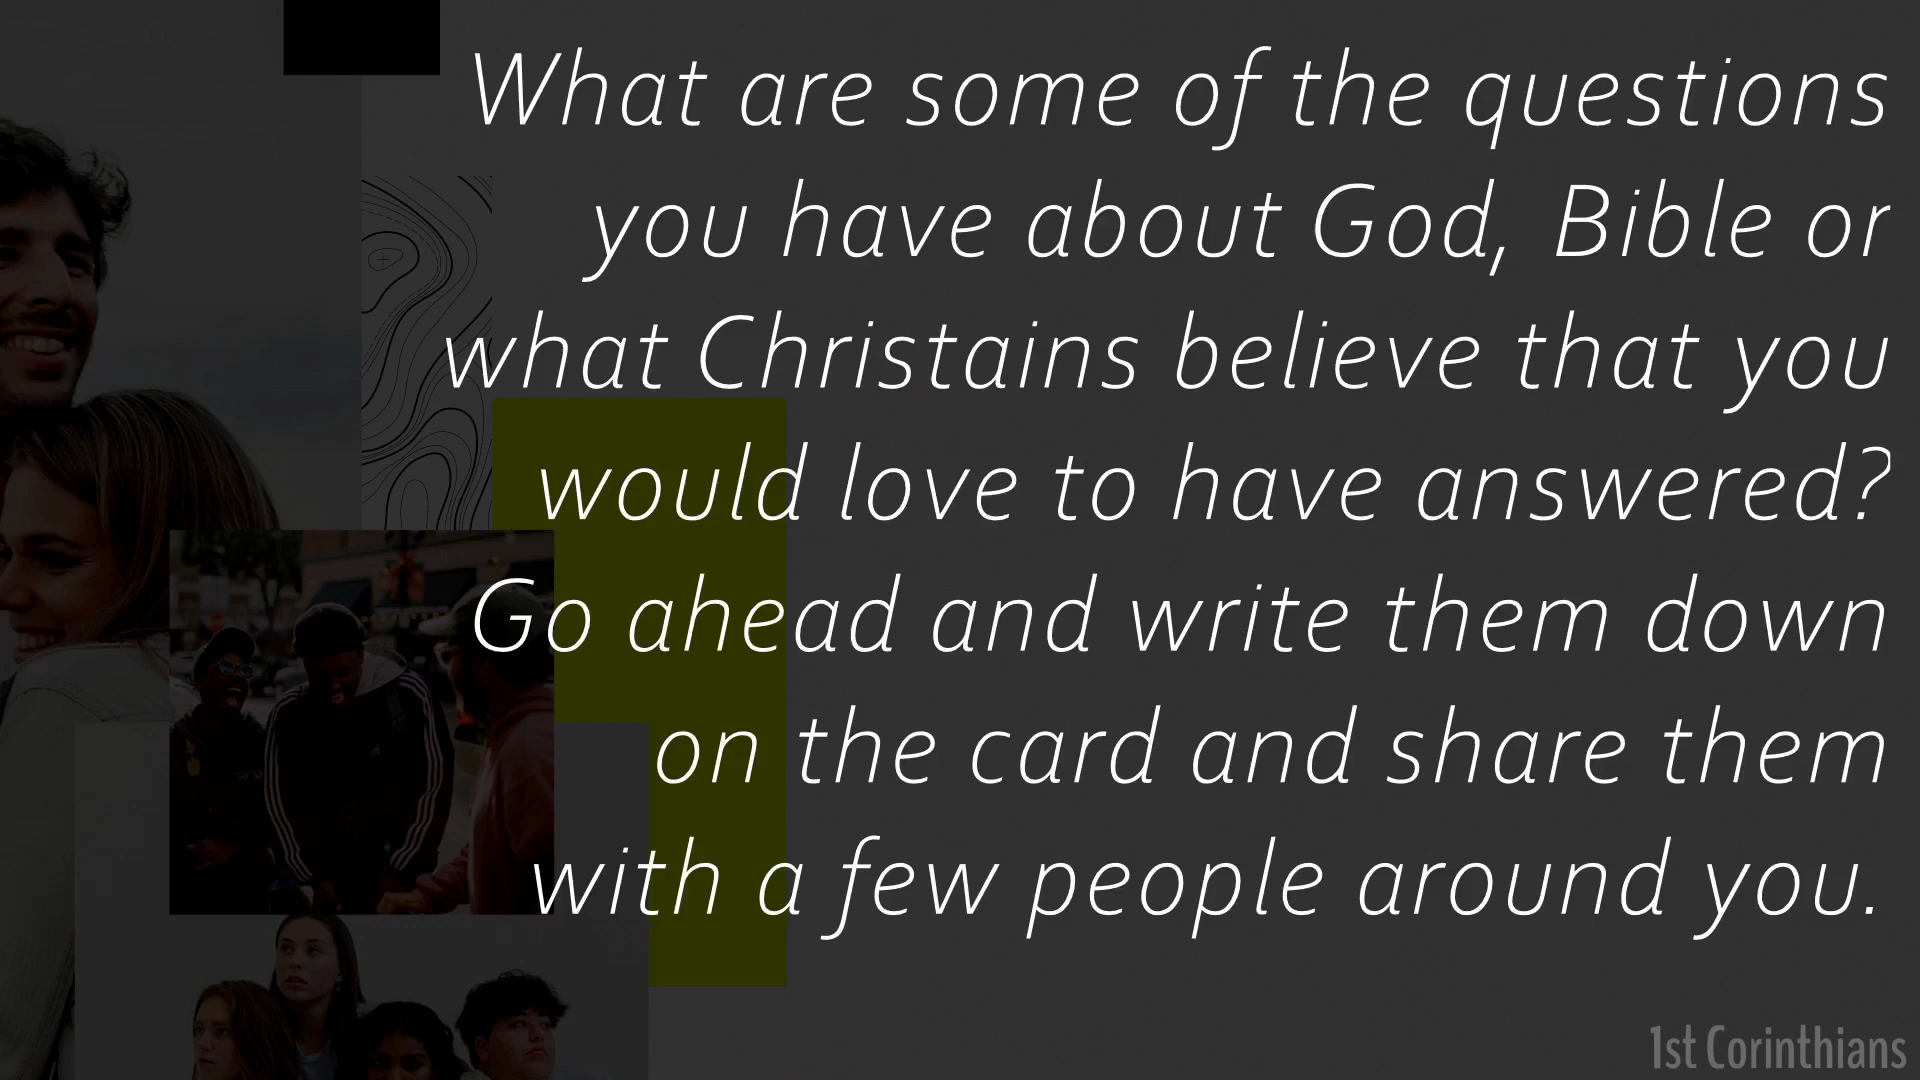 What are some of the questions
you have about God, Bible or
what Christains believe that you
would love to have answered?
Go ahead and write them down
on the card and share them
with a few people around you.
1st Corinthians